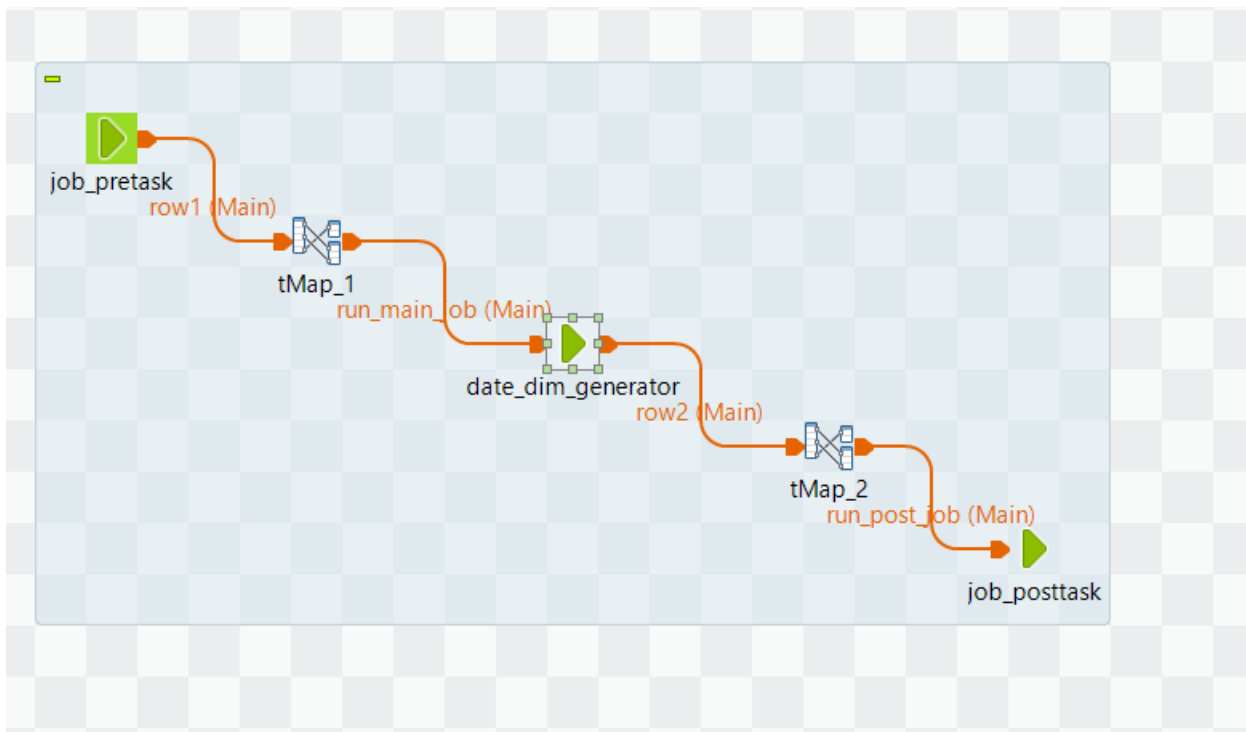 job_pretask
row1 (Main)
tMap_1
run_main_job (Main)
date_dim_generator
row2 (Main)
tMap_2
run_post_job (Main)
job_posttask